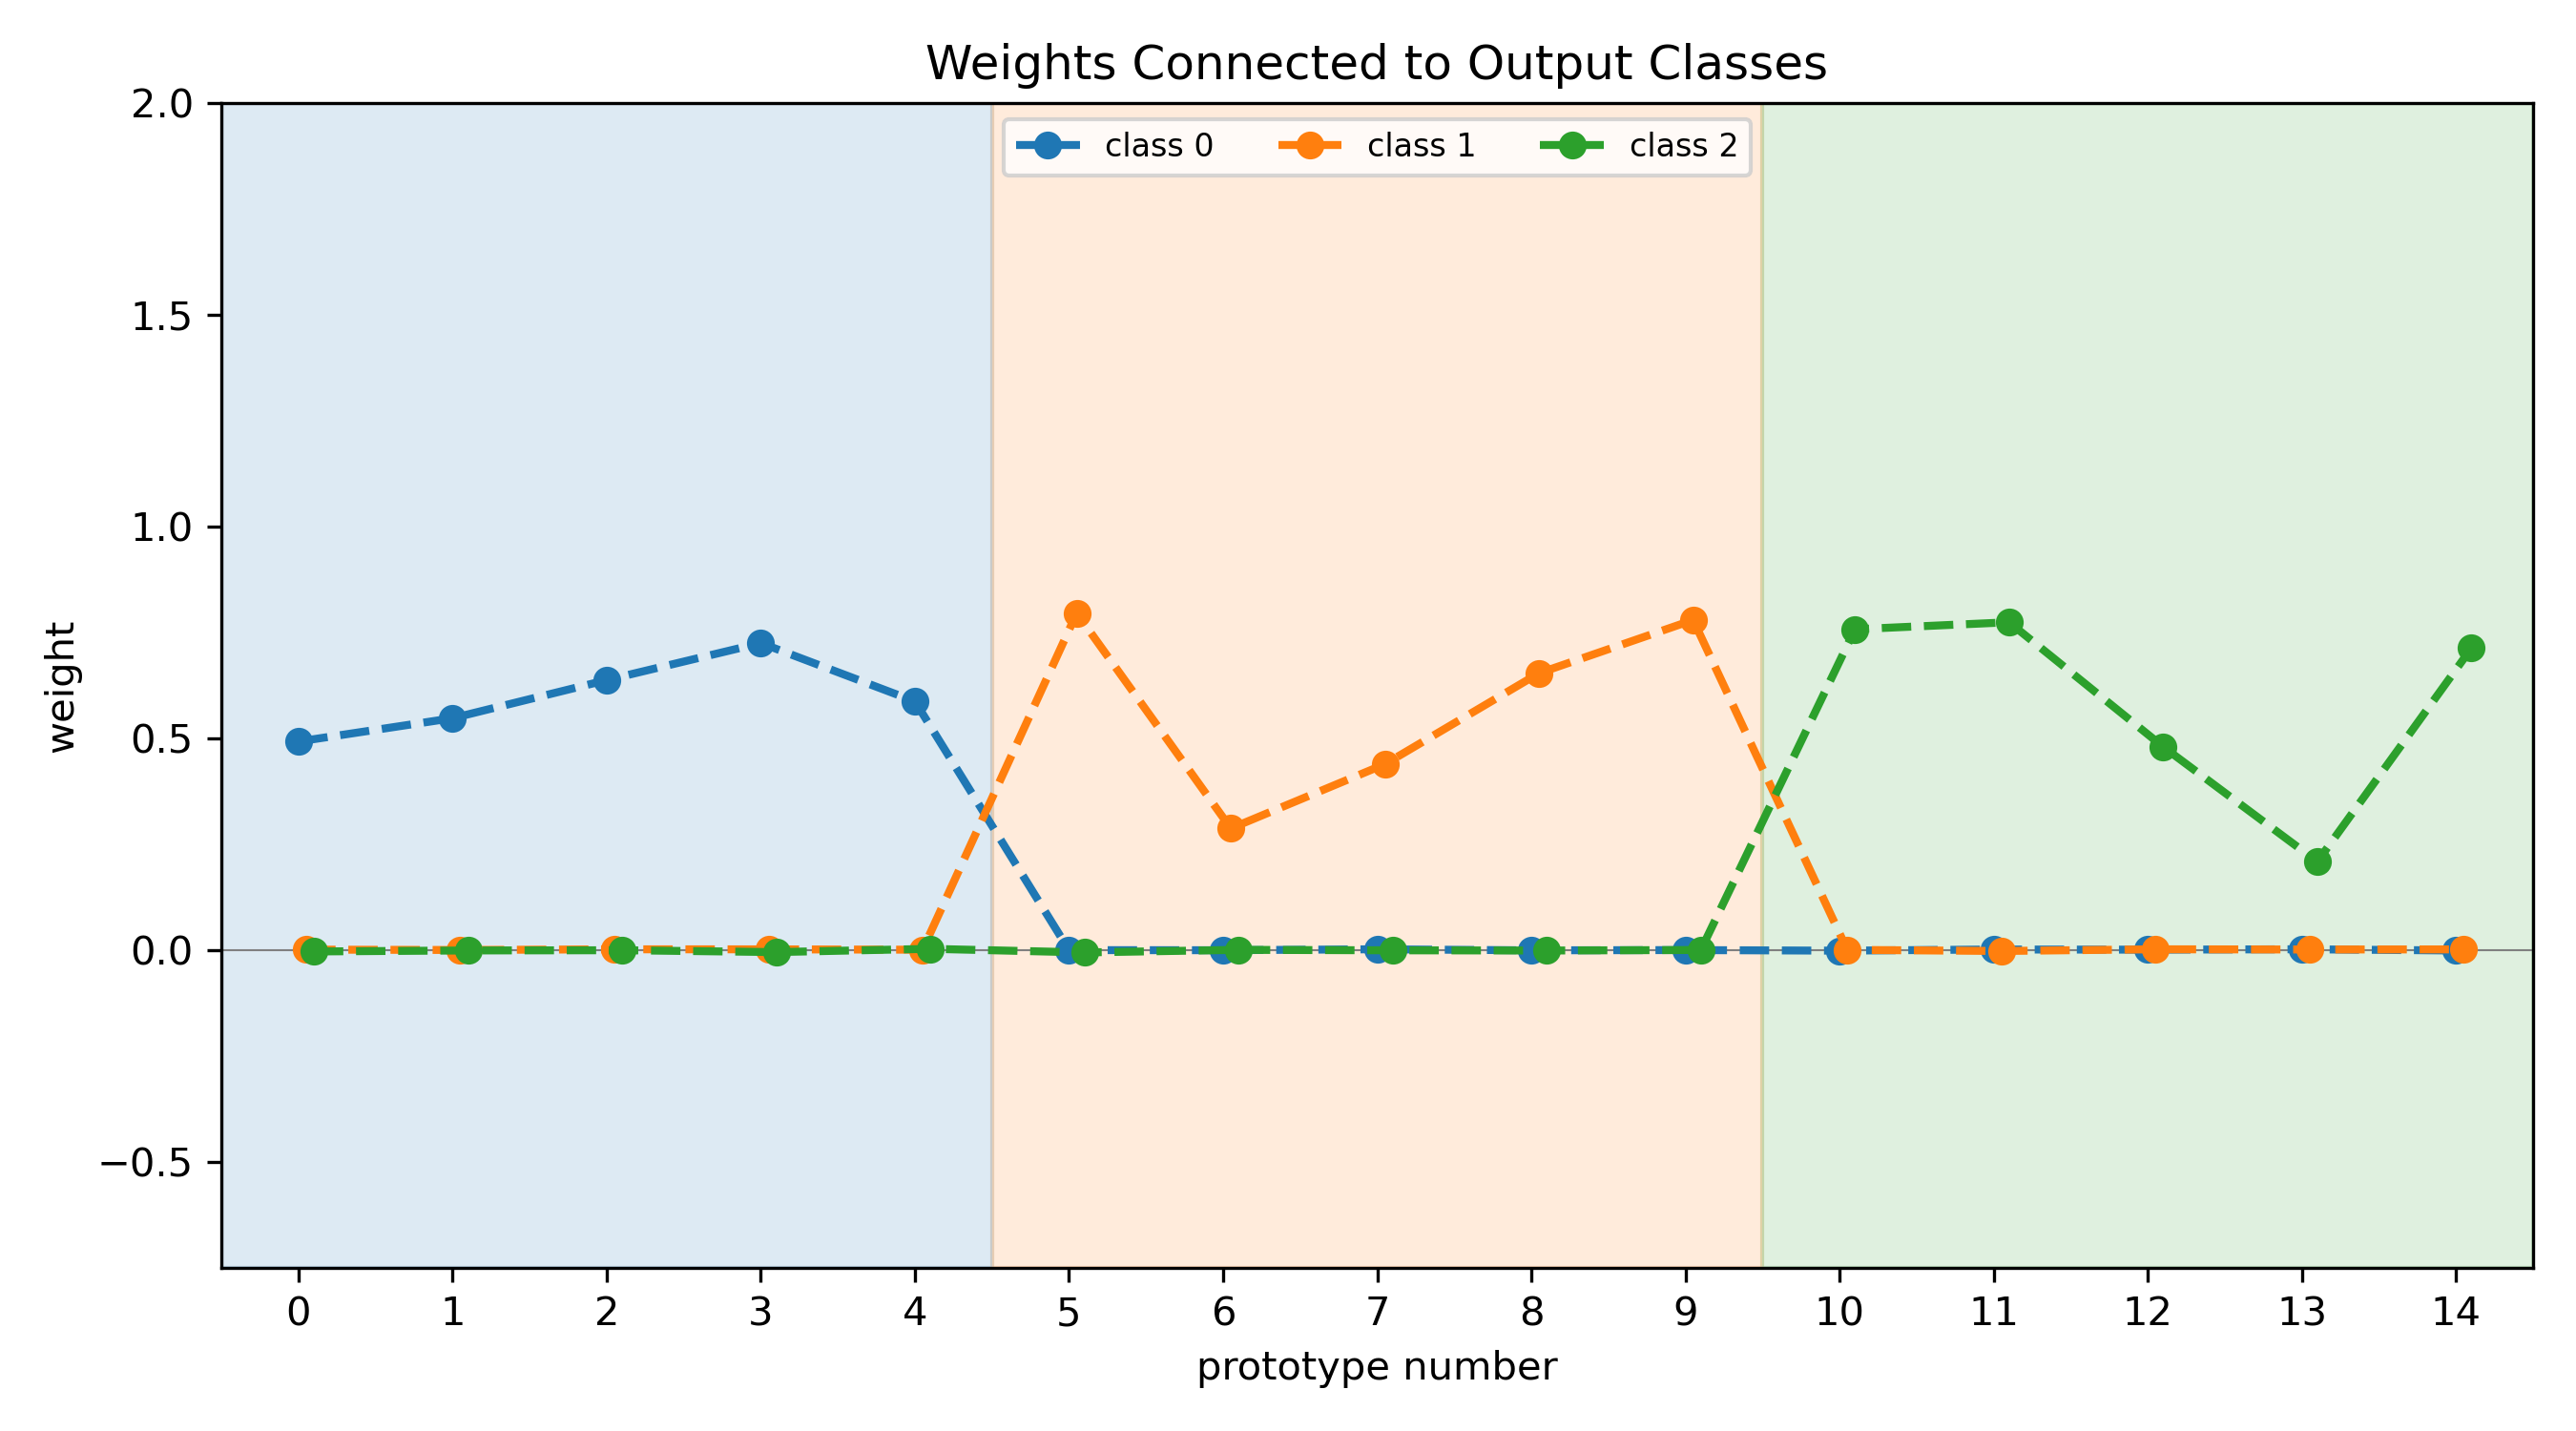 Weights Connected to Output Classes
class 0 class 1 class 2
2.0
1.5
1.0
0.5
0.0
−0.5
weight
0 1 2 3 4 5 6 7 8 9 10 11 12 13 14
prototype number